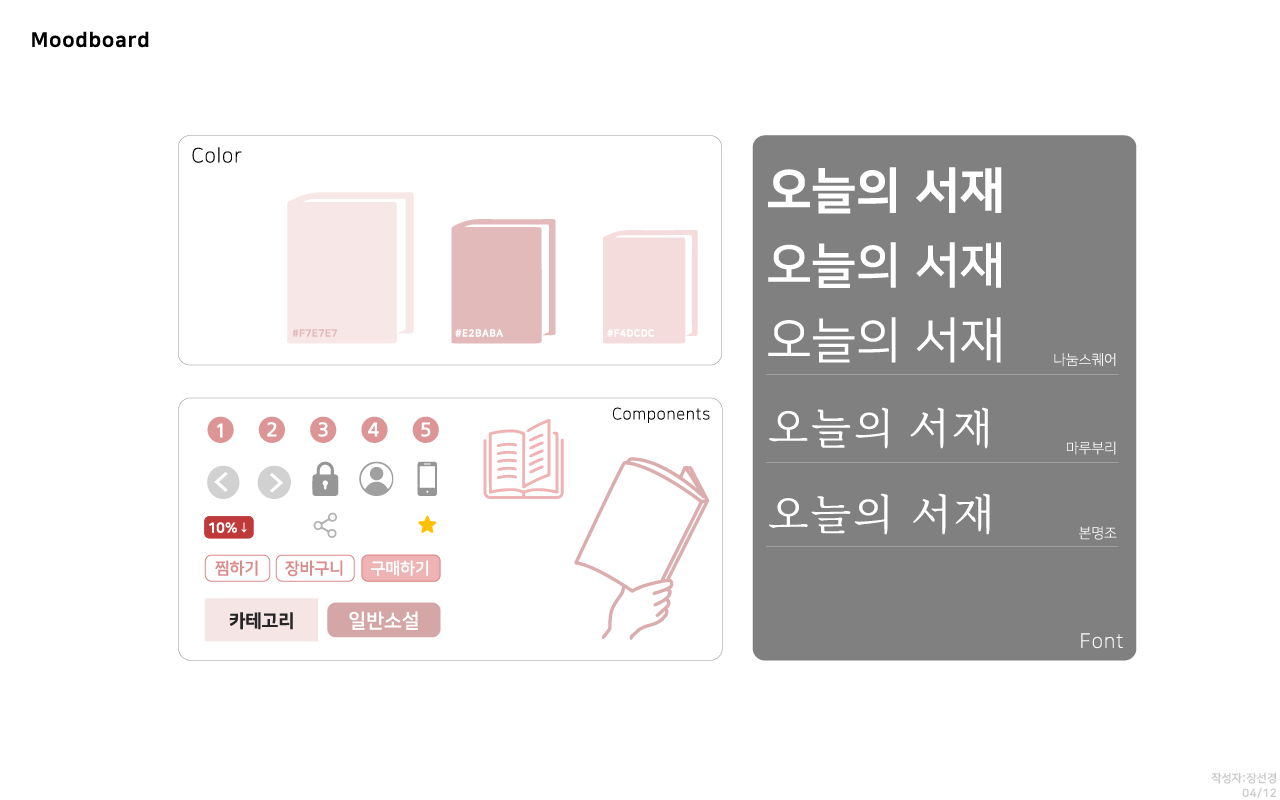 Moodboard
Color
#F7E7E7
#E2BABA
#F4DCDC
Components
1 2 3 4 5
10%↓
찜하기 장바구니 구매하기
카테고리 일반소설
오늘의 서재
오늘의 서재
오늘의 서재
나눔스퀘어
오늘의 서재
마루부리
오늘의 서재
본명조
Font
작성자:장선경
04/12